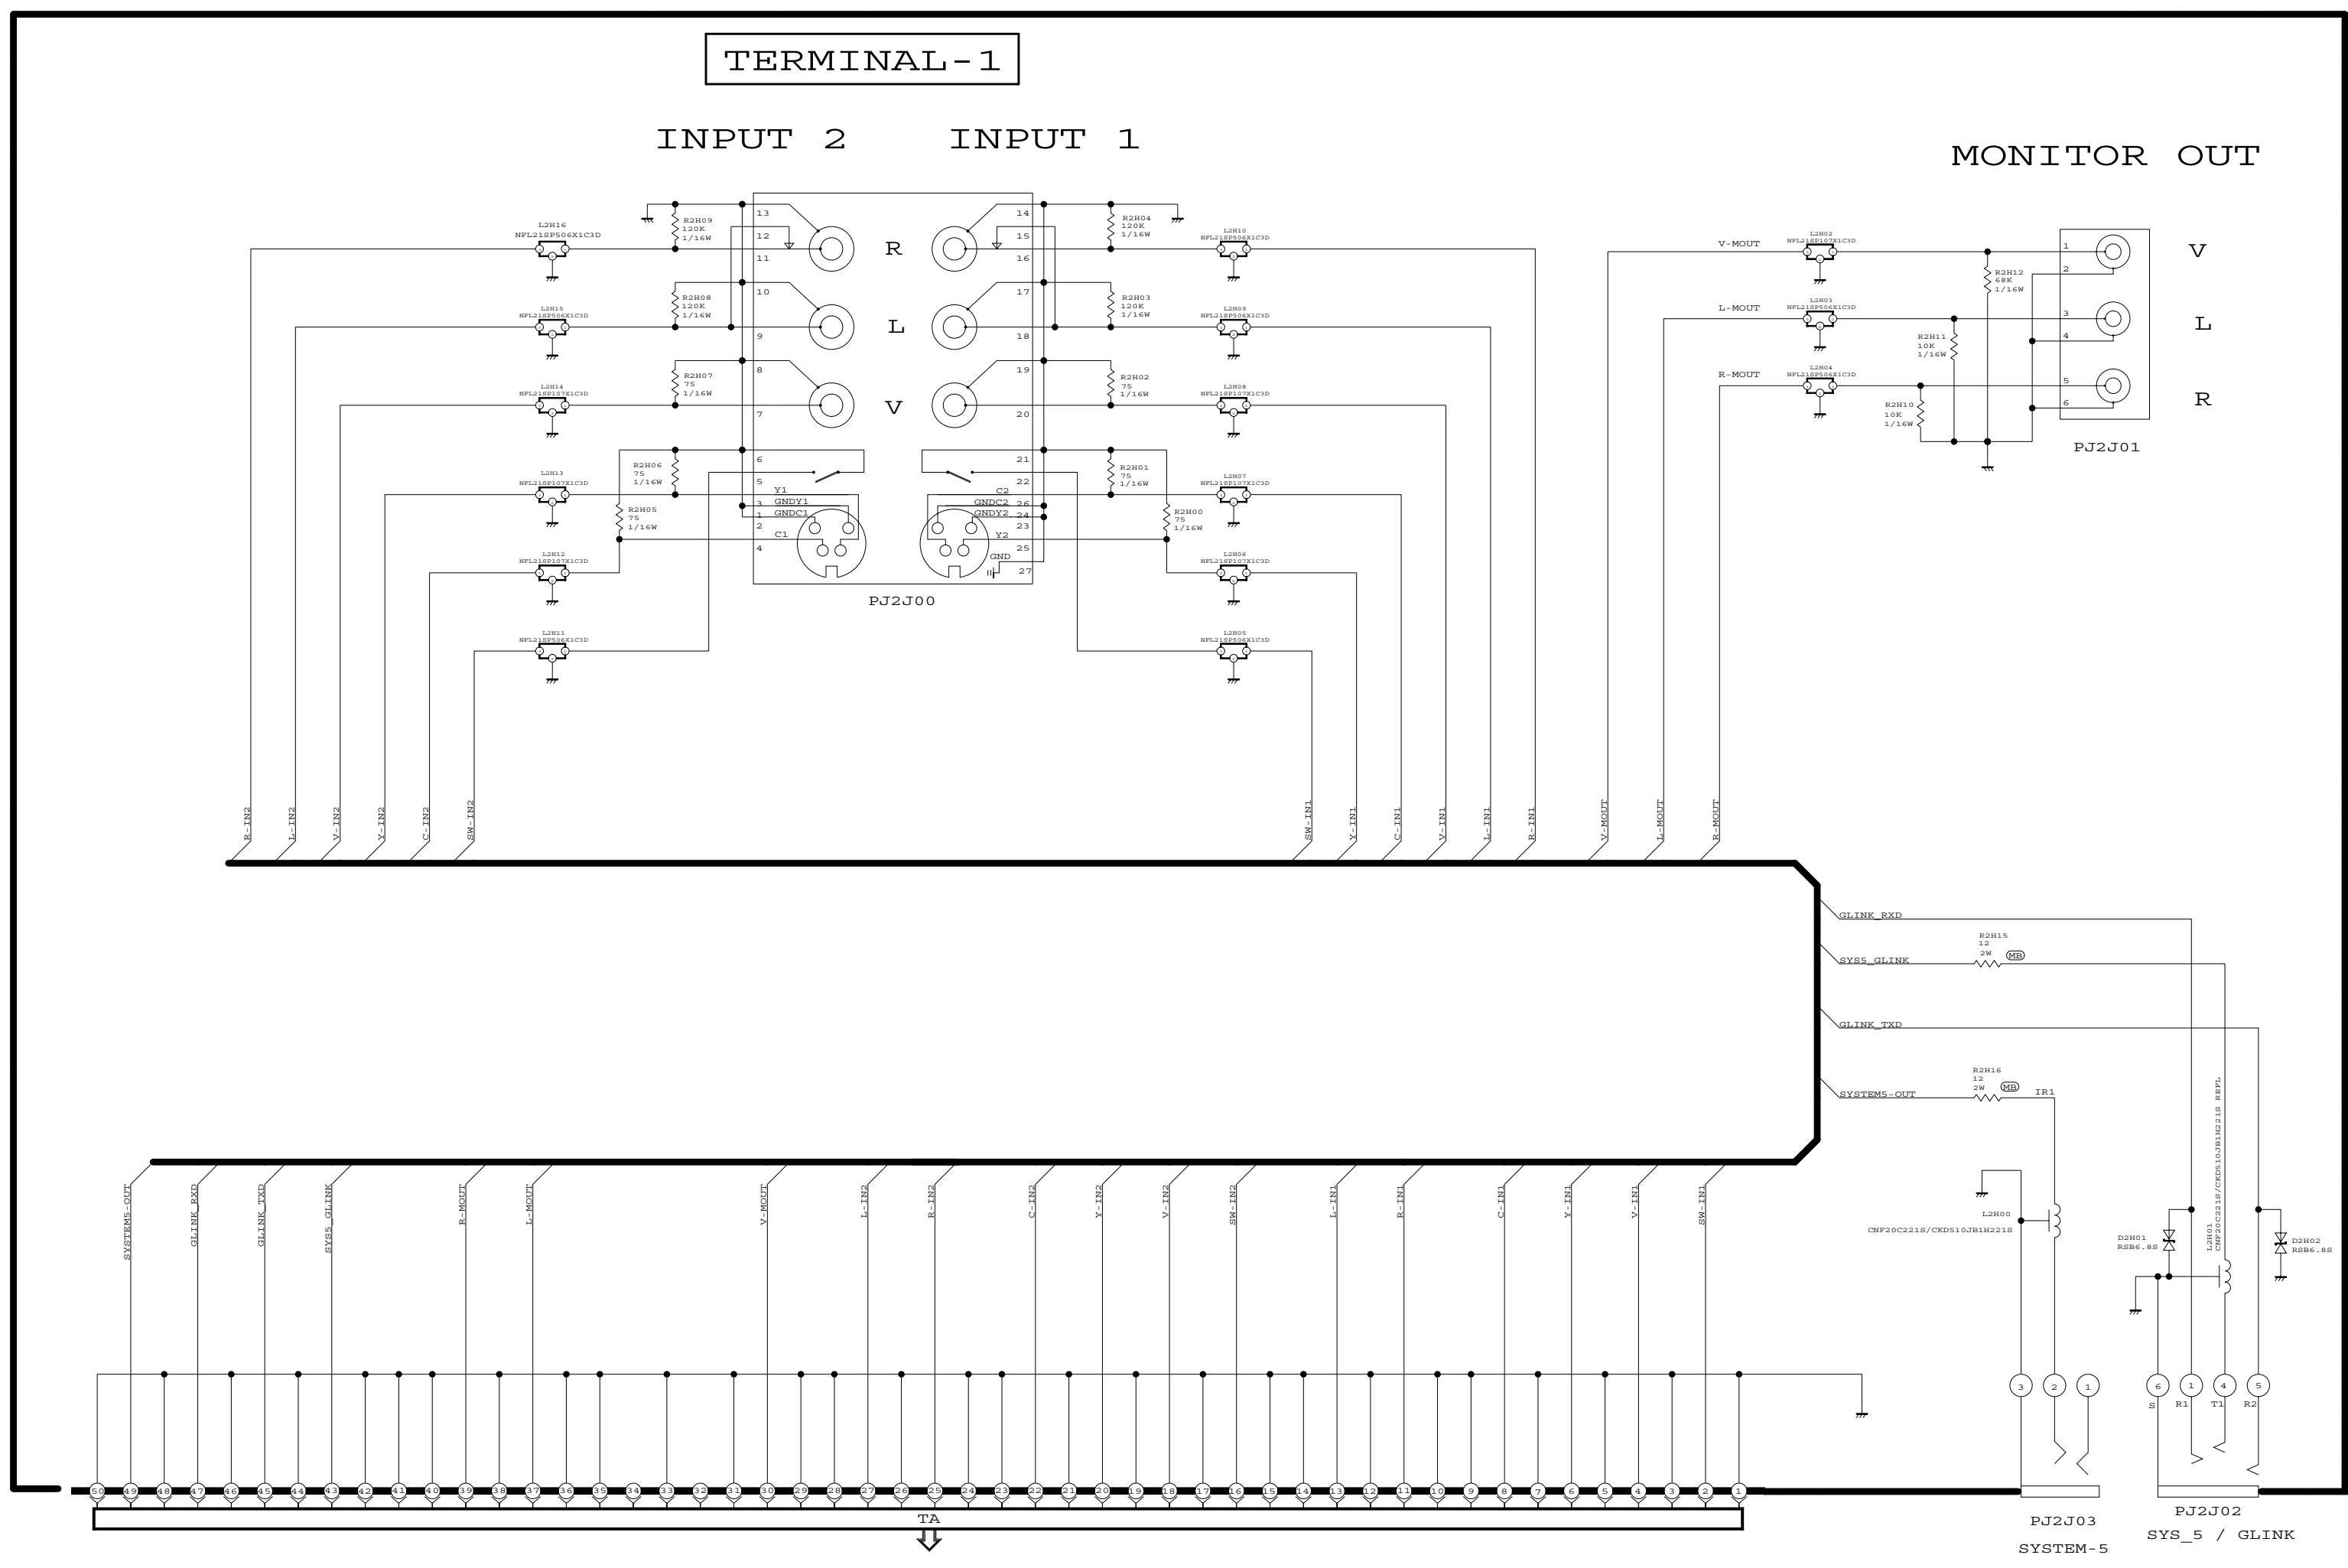 TERMINAL-1
INPUT 2 INPUT 1
MONITOR OUT
L2H16
NFL21SP506X1C3D
R2H09
120K
1/16W
13
12
11
R
14
15
16
R2H04
120K
1/16W
L2H10
NFL21SP506X1C3D
L2H15
NFL21SP506X1C3D
R2H08
120K
1/16W
10
9
L
17
18
R2H03
120K
1/16W
L2H09
NFL21SP506X1C3D
L2H14
NFL21SP107X1C3D
R2H07
75
1/16W
8
7
V
19
20
R2H02
75
1/16W
L2H08
NFL21SP107X1C3D
L2H13
NFL21SP107X1C3D
R2H06
75
1/16W
R2H05
75
1/16W
6
5
Y1
3 GNDY1
1 GNDC1
2
C1
4
21
22
C2
GNDC2 26
GNDY2 24
23
Y2
25
GND
27
R2H01
75
1/16W
R2H00
75
1/16W
L2H07
NFL21SP107X1C3D
L2H12
NFL21SP107X1C3D
L2H06
NFL21SP107X1C3D
PJ2J00
L2H11
NFL21SP506X1C3D
L2H05
NFL21SP506X1C3D
V-MOUT
L2H02
NFL21SP107X1C3D
R2H12
68K
1/16W
1
2
V
L-MOUT
L2H03
NFL21SP506X1C3D
R2H11
10K
1/16W
3
4
L
R-MOUT
L2H04
NFL21SP506X1C3D
R2H10
10K
1/16W
5
6
R
PJ2J01
R-IN2
L-IN2
V-IN2
Y-IN2
C-IN2
SW-IN2
SW-IN1
Y-IN1
C-IN1
V-IN1
L-IN1
R-IN1
V-MOUT
L-MOUT
R-MOUT
GLINK_RXD
R2H15
12
2W MB
SYS5_GLINK
GLINK_TXD
R2H16
12
2W MB
SYSTEM5-OUT
IR1
L2H00
CNF20C221S/CKD510JB1H221S
L2H01
CNF20C221S/CKD510JB1H221S REFL
D2H01
RSB6.8S
D2H02
RSB6.8S
SYSTEM5-OUT
GLINK_RXD
GLINK_TXD
SYS5_GLINK
R-MOUT
L-MOUT
V-MOUT
L-IN2
R-IN2
C-IN2
Y-IN2
V-IN2
SW-IN2
L-IN1
R-IN1
C-IN1
Y-IN1
V-IN1
SW-IN1
3 2 1
6 1 4 5
S R1 T1 R2
50 49 48 47 46 45 44 43 42 41 40 39 38 37 36 35 34 33 32 31 30 29 28 27 26 25 24 23 22 21 20 19 18 17 16 15 14 13 12 11 10 9 8 7 6 5 4 3 2 1
TA
PJ2J03
SYSTEM-5
PJ2J02
SYS_5 / GLINK